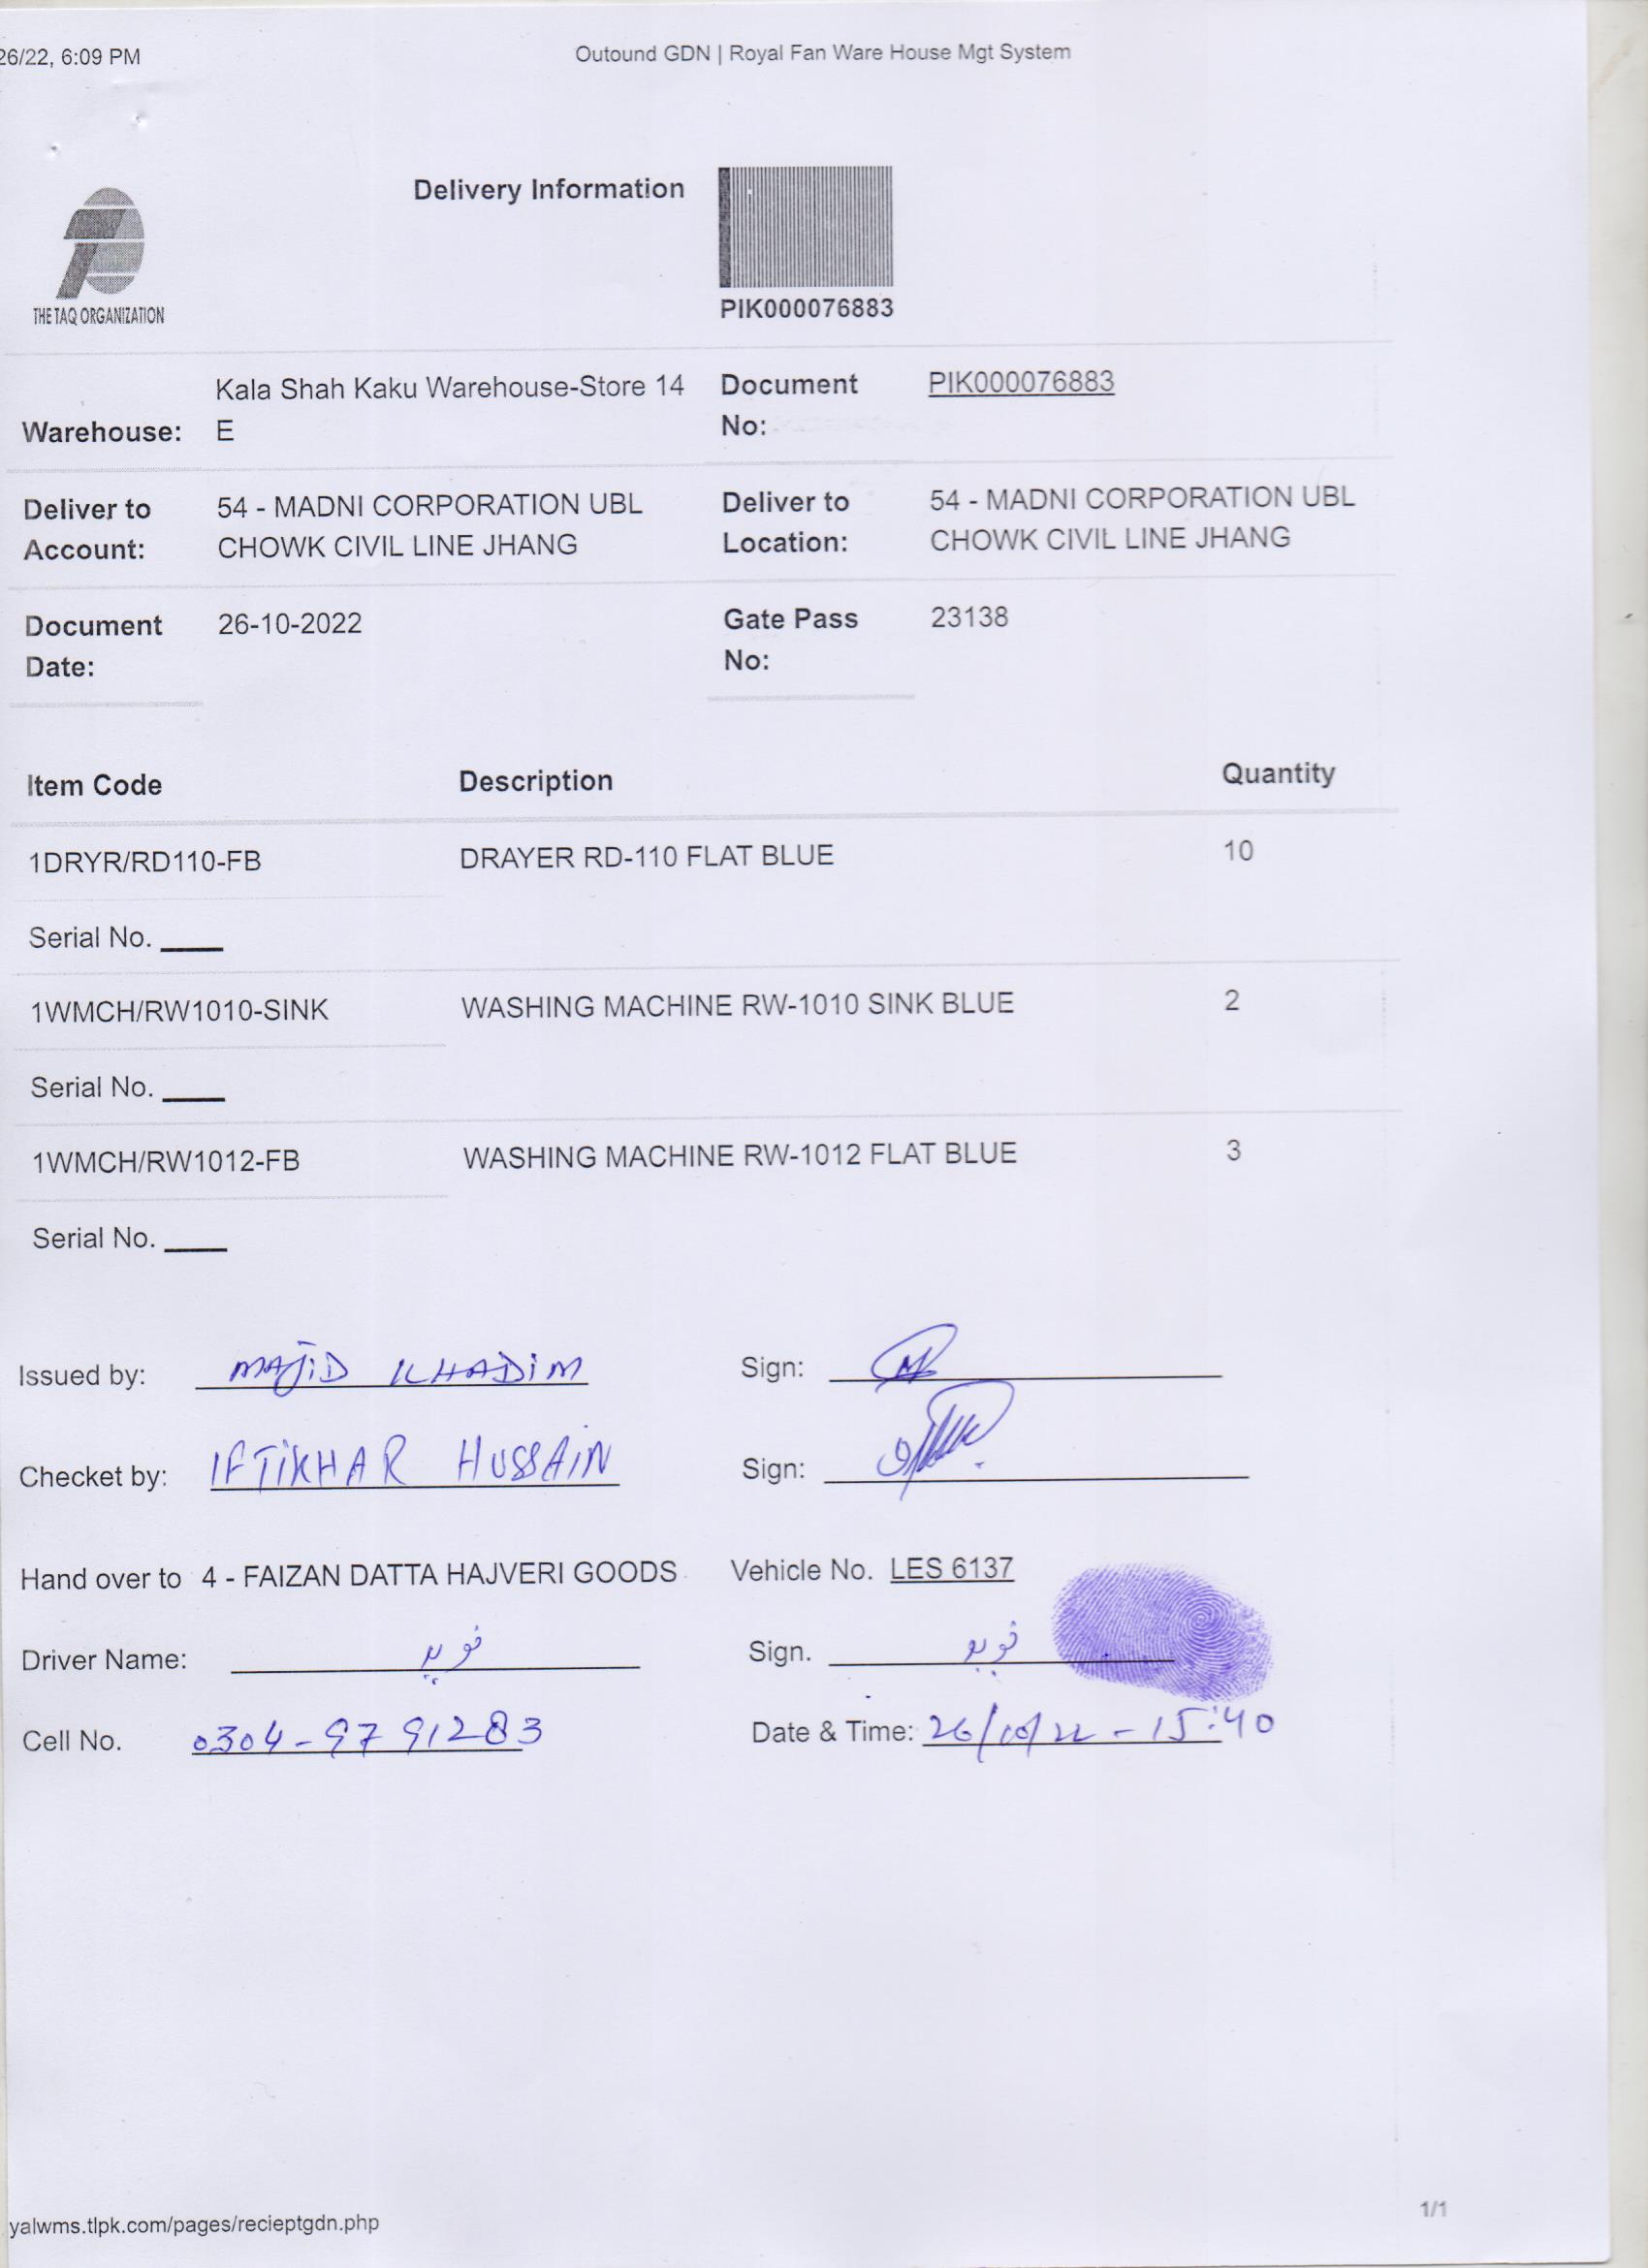 26/22, 6:09 PM
Outound GDN | Royal Fan Ware House Mgt System
Delivery Information
THE TAQ ORGANIZATION
PIK000076883
Warehouse: Kala Shah Kaku Warehouse-Store 14 E
Document No: PIK000076883
Deliver to Account: 54 - MADNI CORPORATION UBL CHOWK CIVIL LINE JHANG
Deliver to Location: 54 - MADNI CORPORATION UBL CHOWK CIVIL LINE JHANG
Document Date: 26-10-2022
Gate Pass No: 23138
Item Code Description Quantity
1DRYR/RD110-FB DRAYER RD-110 FLAT BLUE 10
Serial No.
1WMCH/RW1010-SINK WASHING MACHINE RW-1010 SINK BLUE 2
Serial No.
1WMCH/RW1012-FB WASHING MACHINE RW-1012 FLAT BLUE 3
Serial No.
Issued by: MAJiD KHADiM Sign:
Checket by: IFTiKHAR HUSSAiN Sign:
Hand over to 4 - FAIZAN DATTA HAJVERI GOODS Vehicle No. LES 6137
Driver Name: نوید Sign. نوید
Cell No. 0304-9791283 Date & Time: 26/10/22 - 15:40
yalwms.tlpk.com/pages/recieptgdn.php
1/1